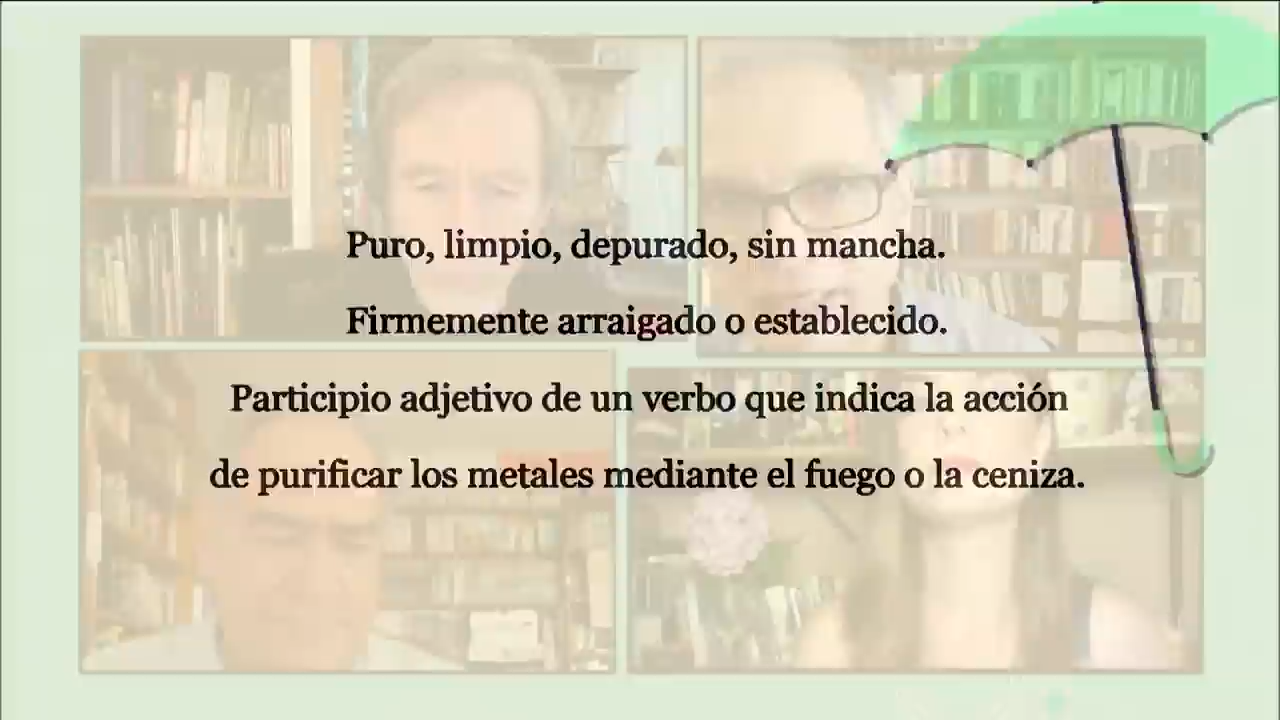 Puro, limpio, depurado, sin mancha.
Firmemente arraigado o establecido.
Participio adjetivo de un verbo que indica la acción
de purificar los metales mediante el fuego o la ceniza.